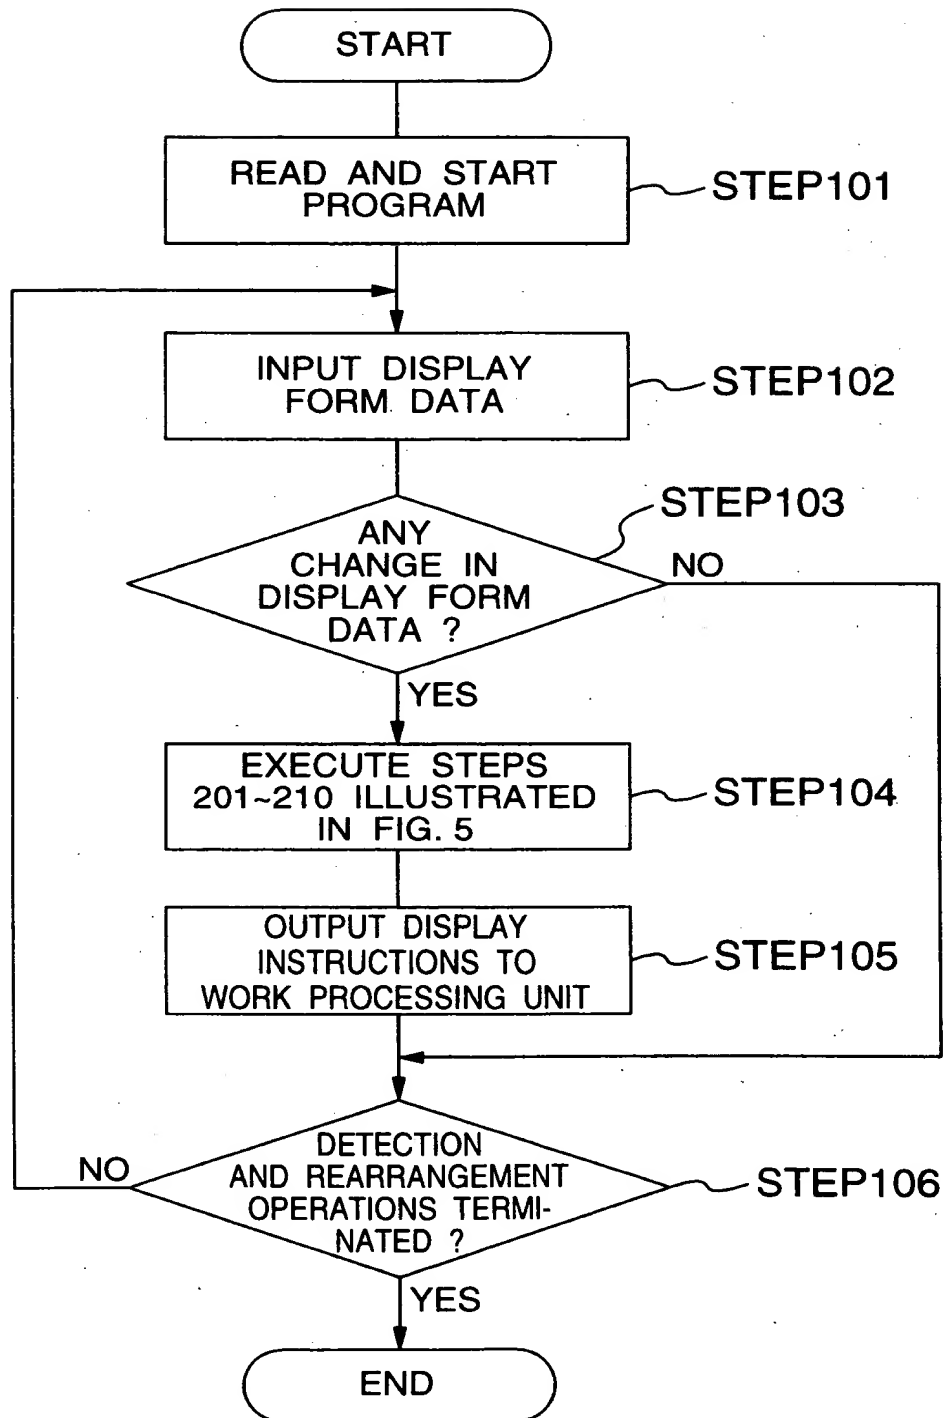 START
READ AND START
PROGRAM
STEP101
INPUT DISPLAY
FORM DATA
STEP102
STEP103
ANY
CHANGE IN
DISPLAY FORM
DATA ?
NO
YES
EXECUTE STEPS
201~210 ILLUSTRATED
IN FIG. 5
STEP104
OUTPUT DISPLAY
INSTRUCTIONS TO
WORK PROCESSING UNIT
STEP105
DETECTION
AND REARRANGEMENT
OPERATIONS TERMI-
NATED ?
NO
STEP106
YES
END